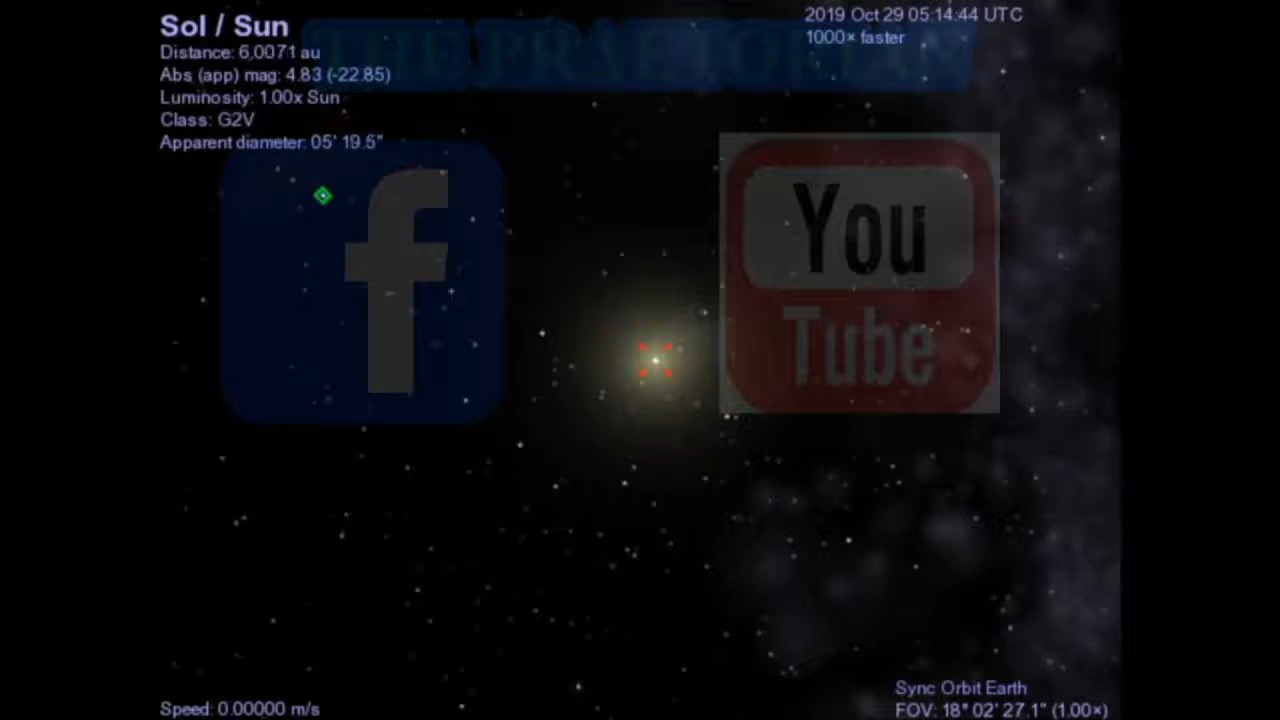 Sol / Sun
Distance: 6,0071 au
Abs (app) mag: 4.83 (-22.85)
Luminosity: 1.00x Sun
Class: G2V
Apparent diameter: 05' 19.5"
2019 Oct 29 05:14:44 UTC
1000× faster
THE PRAETORIAN
f
You
Tube
Speed: 0.00000 m/s
Sync Orbit Earth
FOV: 18° 02' 27.1" (1.00×)